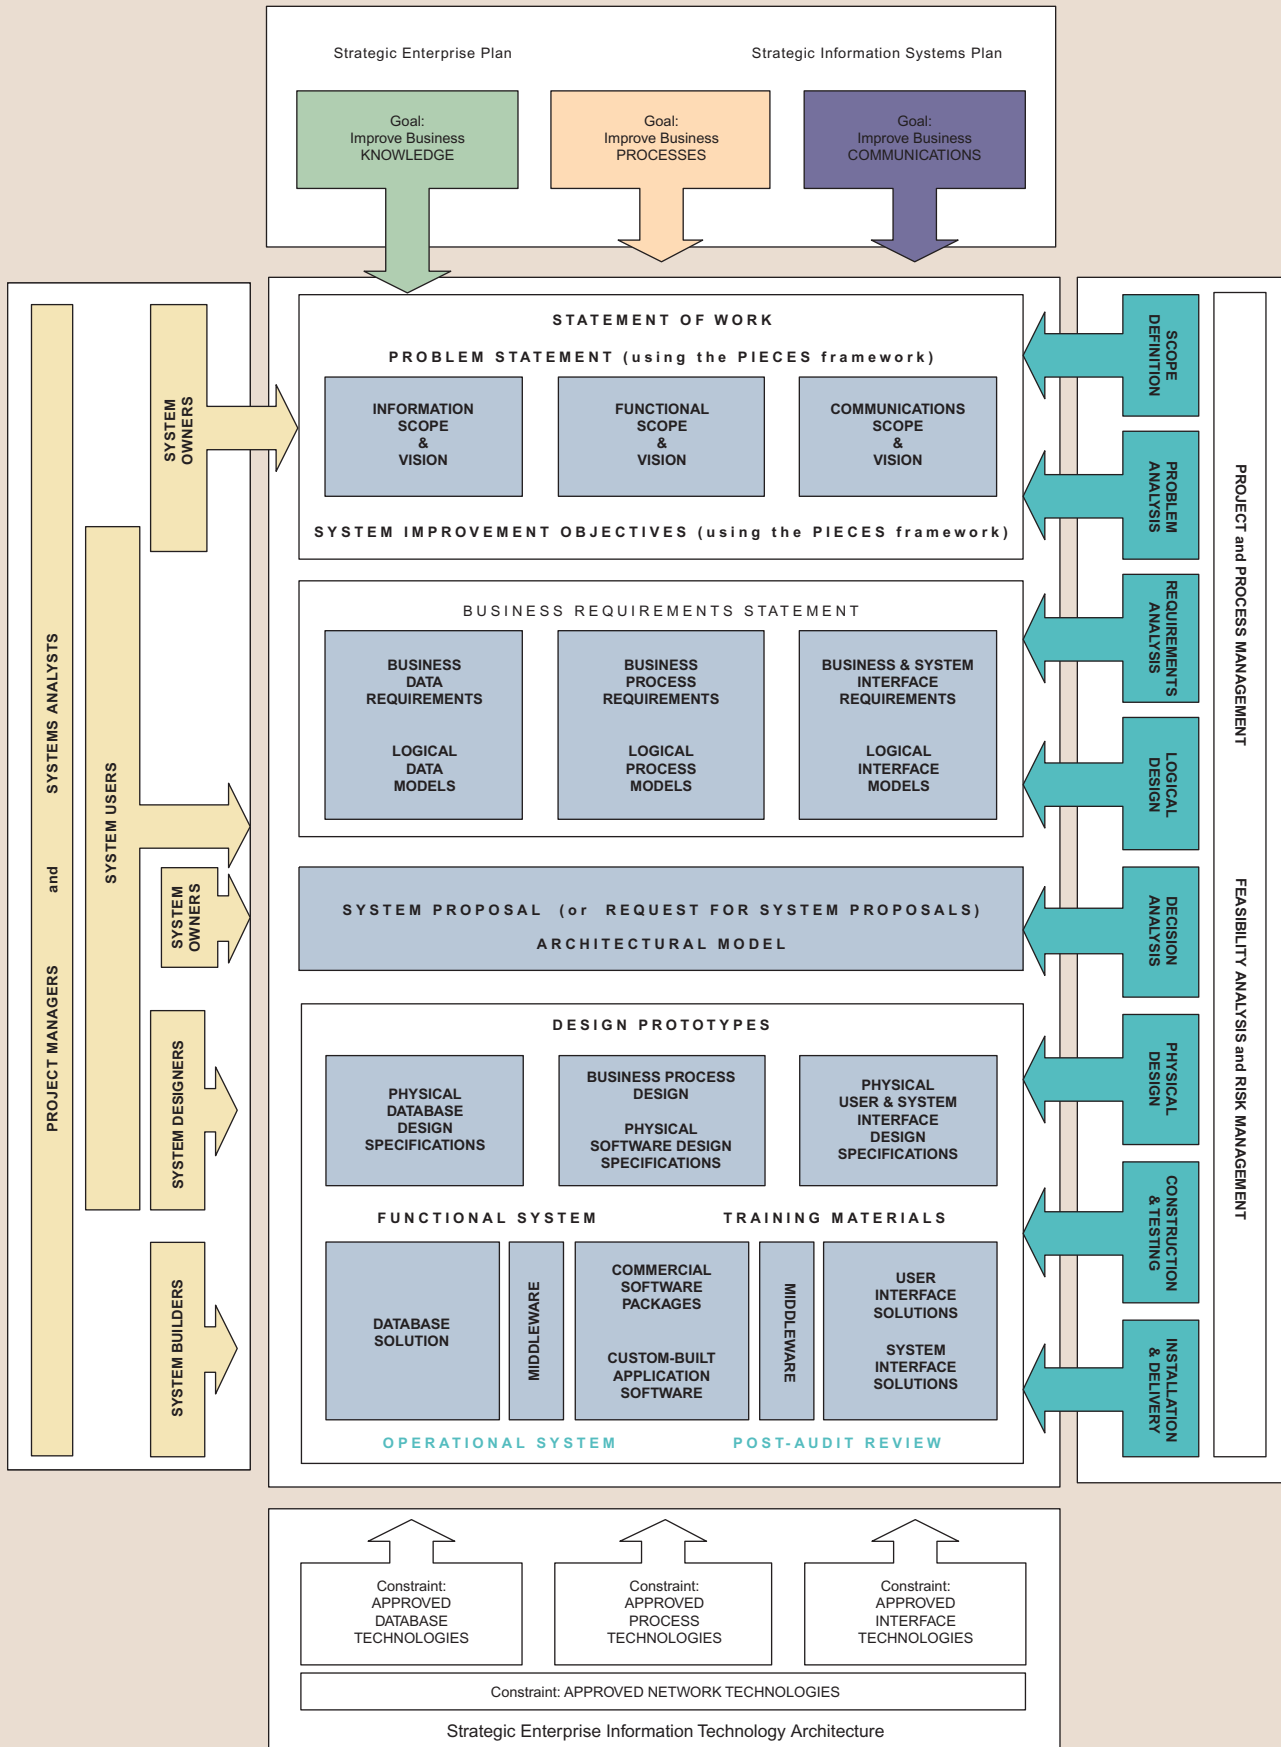 Strategic Enterprise Plan
Strategic Information Systems Plan
Goal:
Improve Business
KNOWLEDGE
Goal:
Improve Business
PROCESSES
Goal:
Improve Business
COMMUNICATIONS
PROJECT MANAGERS and SYSTEMS ANALYSTS
SYSTEM USERS
SYSTEM
OWNERS
SYSTEM
OWNERS
SYSTEM DESIGNERS
SYSTEM BUILDERS
STATEMENT OF WORK
PROBLEM STATEMENT (using the PIECES framework)
INFORMATION
SCOPE
&
VISION
FUNCTIONAL
SCOPE
&
VISION
COMMUNICATIONS
SCOPE
&
VISION
SYSTEM IMPROVEMENT OBJECTIVES (using the PIECES framework)
BUSINESS REQUIREMENTS STATEMENT
BUSINESS
DATA
REQUIREMENTS
LOGICAL
DATA
MODELS
BUSINESS
PROCESS
REQUIREMENTS
LOGICAL
PROCESS
MODELS
BUSINESS & SYSTEM
INTERFACE
REQUIREMENTS
LOGICAL
INTERFACE
MODELS
SYSTEM PROPOSAL (or REQUEST FOR SYSTEM PROPOSALS)
ARCHITECTURAL MODEL
DESIGN PROTOTYPES
PHYSICAL
DATABASE
DESIGN
SPECIFICATIONS
BUSINESS PROCESS
DESIGN
PHYSICAL
SOFTWARE DESIGN
SPECIFICATIONS
PHYSICAL
USER & SYSTEM
INTERFACE
DESIGN
SPECIFICATIONS
FUNCTIONAL SYSTEM
TRAINING MATERIALS
DATABASE
SOLUTION
MIDDLEWARE
COMMERCIAL
SOFTWARE
PACKAGES
CUSTOM-BUILT
APPLICATION
SOFTWARE
MIDDLEWARE
USER
INTERFACE
SOLUTIONS
SYSTEM
INTERFACE
SOLUTIONS
OPERATIONAL SYSTEM
POST-AUDIT REVIEW
SCOPE
DEFINITION
PROBLEM
ANALYSIS
REQUIREMENTS
ANALYSIS
LOGICAL
DESIGN
DECISION
ANALYSIS
PHYSICAL
DESIGN
CONSTRUCTION
& TESTING
INSTALLATION
& DELIVERY
PROJECT and PROCESS MANAGEMENT
FEASIBILITY ANALYSIS and RISK MANAGEMENT
Constraint:
APPROVED
DATABASE
TECHNOLOGIES
Constraint:
APPROVED
PROCESS
TECHNOLOGIES
Constraint:
APPROVED
INTERFACE
TECHNOLOGIES
Constraint: APPROVED NETWORK TECHNOLOGIES
Strategic Enterprise Information Technology Architecture